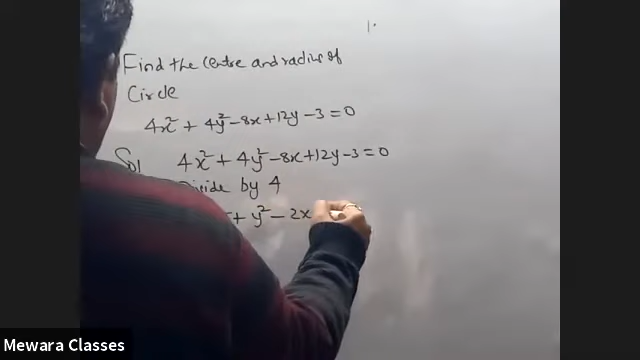 Find the Centre and radius of
Circle
4x² + 4y² - 8x + 12y - 3 = 0
Sol 4x² + 4y² - 8x + 12y - 3 = 0
by 4
+ y² - 2x
Mewara Classes